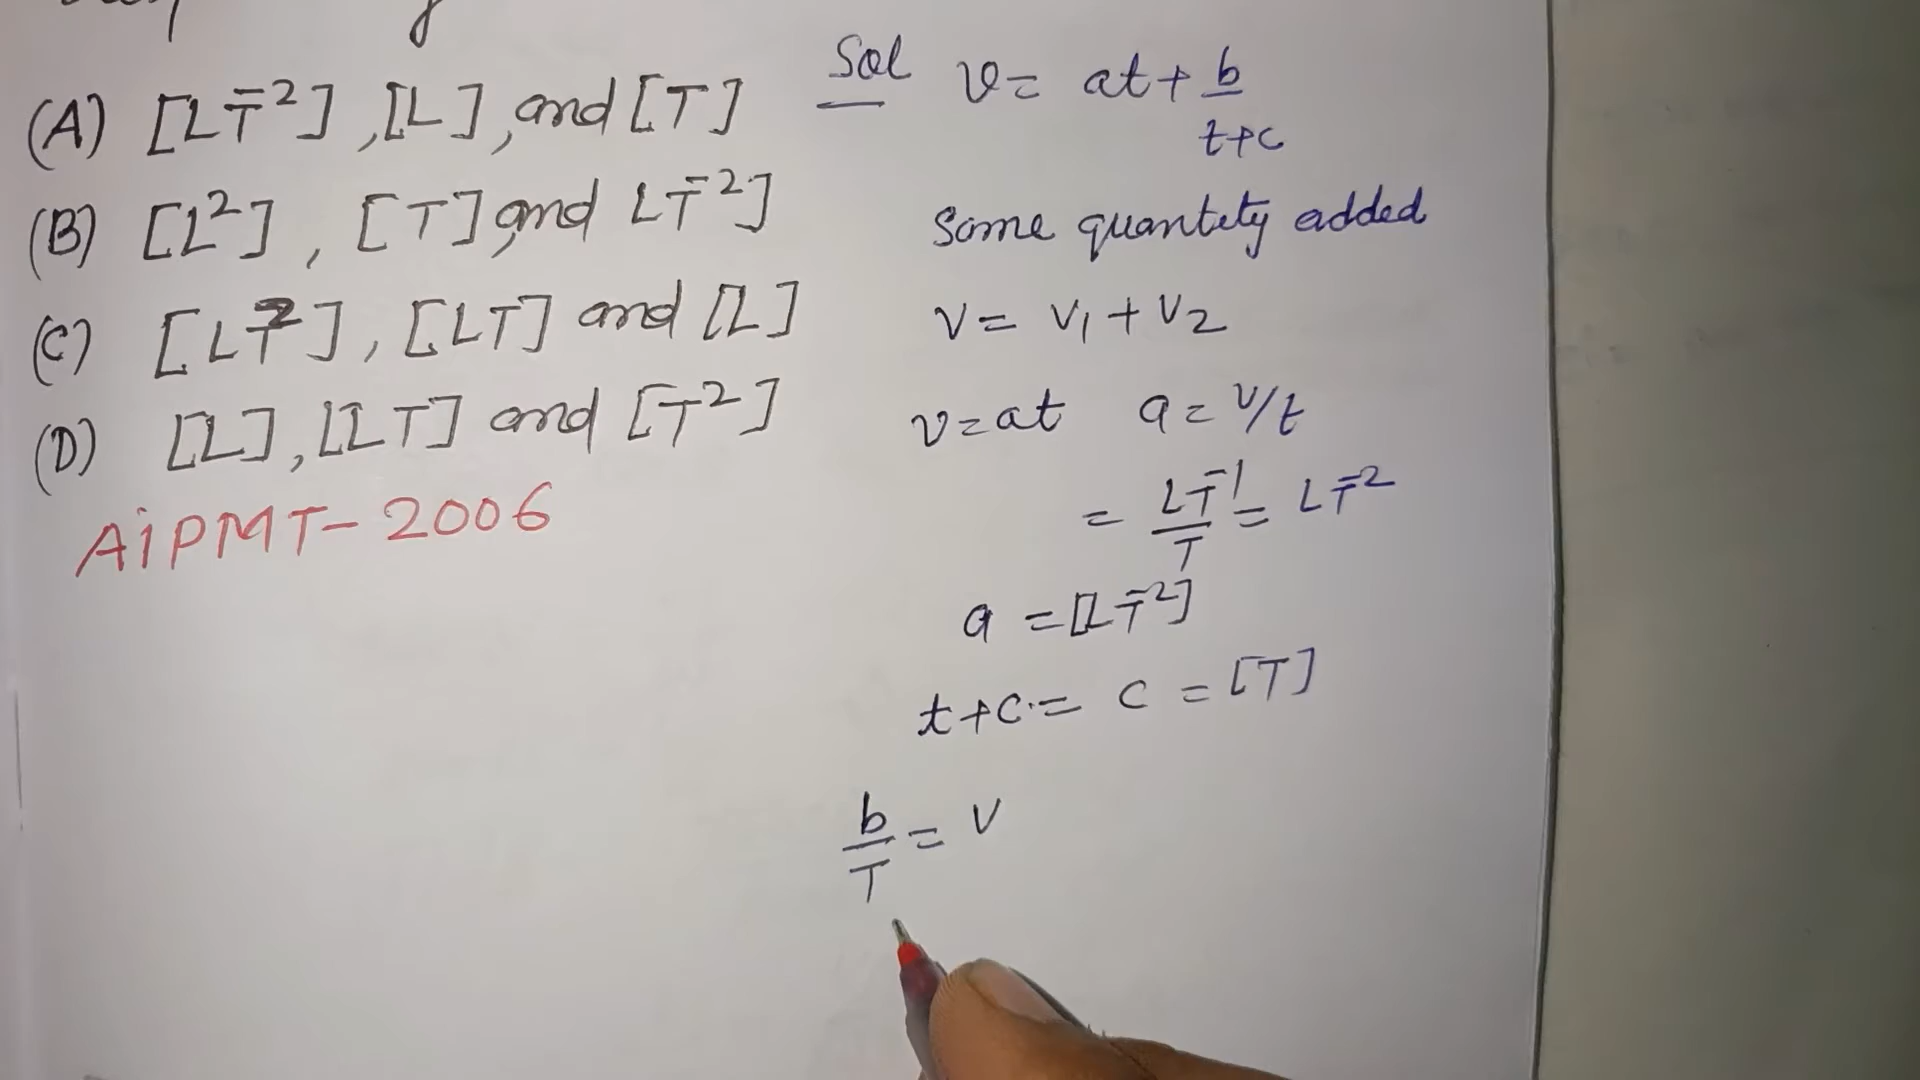 (A) [LT⁻²], [L], and [T]
(B) [L²], [T] and LT⁻²]
(C) [LT²], [LT] and [L]
(D) [L], [LT] and [T²]
AiPMT-2006
Sol v = at + b/t+c
Same quantity added
V = V₁ + V₂
v = at a = v/t
= LT⁻¹/T = LT⁻²
a = [LT⁻²]
t+c = c = [T]
b/T = V